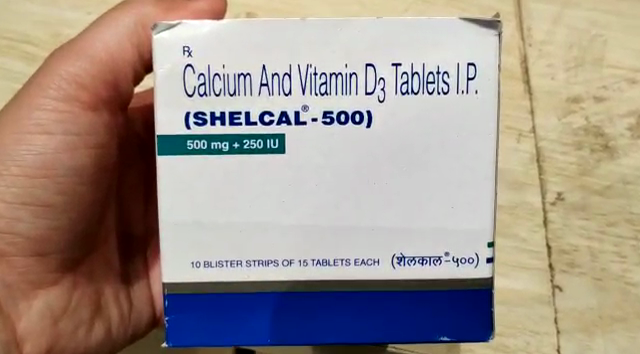 Rx
Calcium And Vitamin D3 Tablets I.P.
(SHELCAL®-500)
500 mg + 250 IU
10 BLISTER STRIPS OF 15 TABLETS EACH (शेलकाल®-५००)